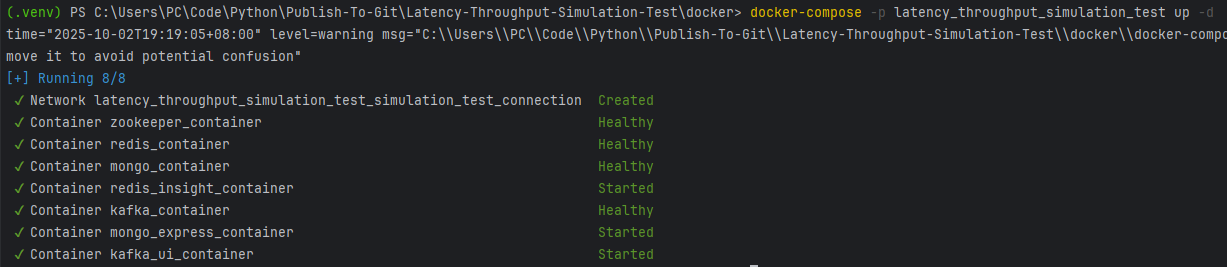 (.venv) PS C:\Users\PC\Code\Python\Publish-To-Git\Latency-Throughput-Simulation-Test\docker> docker-compose -p latency_throughput_simulation_test up -d
time="2025-10-02T19:19:05+08:00" level=warning msg="C:\\Users\\PC\\Code\\Python\\Publish-To-Git\\Latency-Throughput-Simulation-Test\\docker\\docker-compo
move it to avoid potential confusion"
[+] Running 8/8
✓ Network latency_throughput_simulation_test_simulation_test_connection Created
✓ Container zookeeper_container Healthy
✓ Container redis_container Healthy
✓ Container mongo_container Healthy
✓ Container redis_insight_container Started
✓ Container kafka_container Healthy
✓ Container mongo_express_container Started
✓ Container kafka_ui_container Started